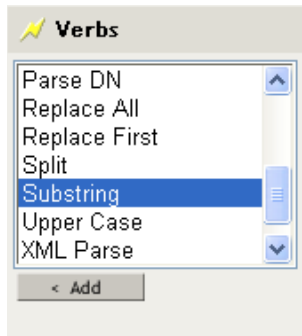 Verbs
Parse DN
Replace All
Replace First
Split
Substring
Upper Case
XML Parse
< Add